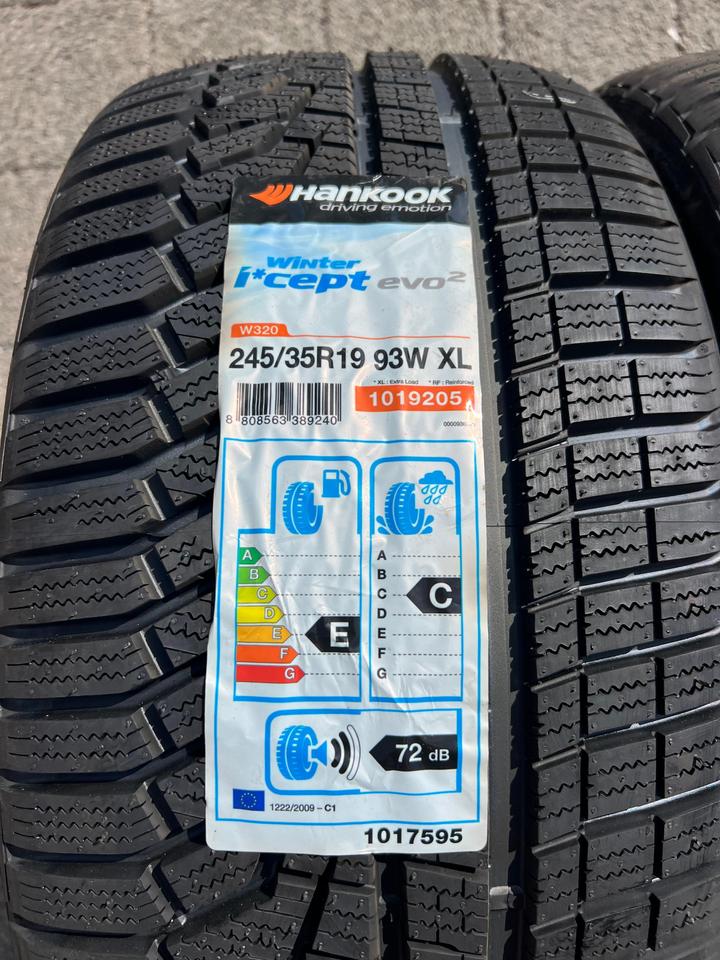 Hankook
driving emotion
Winter
i*cept evo2
W320
245/35R19 93W XL
* XL : Extra Load * RF : Reinforced
1019205
8 808563 389240
A
B
C
D
E
F
G
E
A
B
C
D
E
F
G
C
72 dB
1222/2009 – C1
1017595